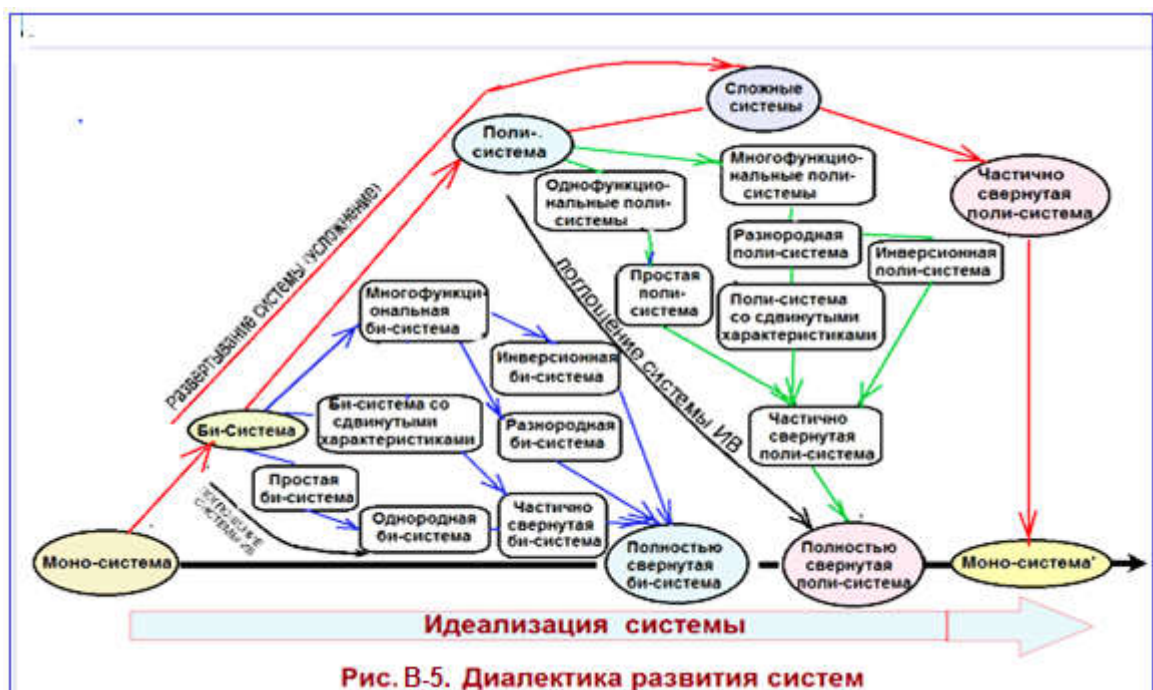 Сложные
системы
Поли-
система
Многофункцио-
нальные поли-
системы
Однофункцио-
нальные поли-
системы
Частично
свернутая
поли-система
Развертывание системы (усложнение)
Разнородная
поли-система
Инверсионная
поли-система
Простая
поли-
система
Многофункци-
ональная
би-система
Поли-система
со сдвинутыми
характеристиками
поглощение системы ИВ
Инверсионная
би-система
Би-Система
Би-система со
сдвинутыми
характеристиками
Разнородная
би-система
Частично
свернутая
поли-система
Простая
би-система
поглощение
системы ИВ
Однородная
би-система
Частично
свернутая
би-система
Моно-система
Полностью
свернутая
би-система
Полностью
свернутая
поли-система
Моно-система'
Идеализация системы
Рис. В-5. Диалектика развития систем